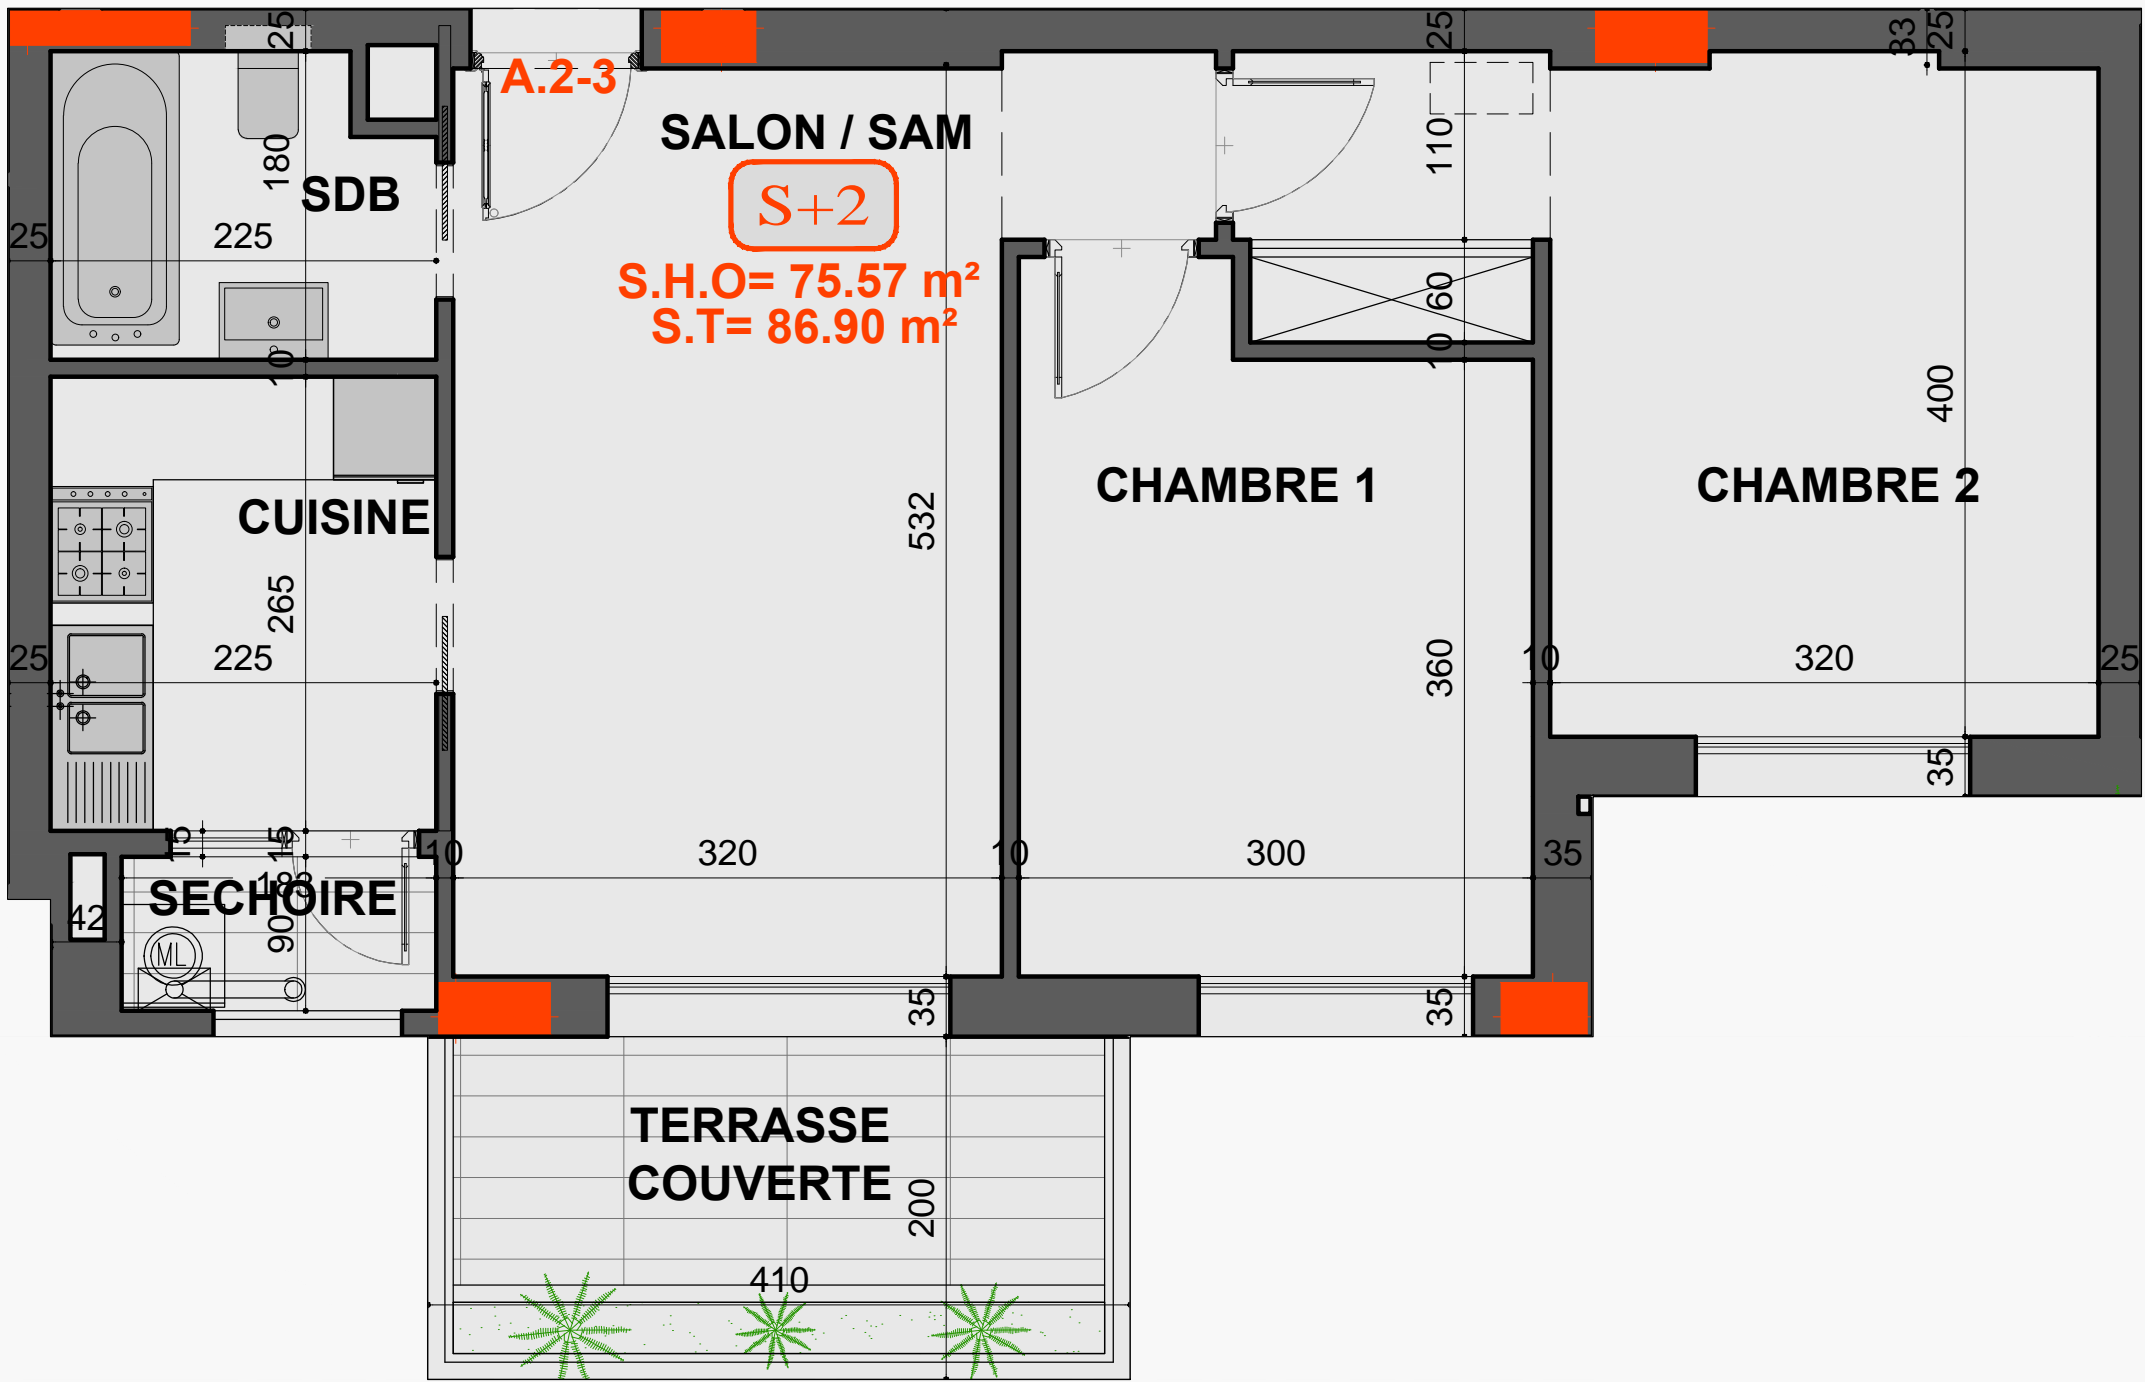 25
25
33
25
A.2-3
SALON / SAM
180
SDB
110
S+2
25
225
S.H.O= 75.57 m²
S.T= 86.90 m²
60
10
10
400
CUISINE
532
CHAMBRE 1
CHAMBRE 2
265
25
225
360
10
320
25
35
15
15
10
320
10
300
35
183
SECHOIRE
42
90
ML
35
35
TERRASSE
COUVERTE
200
410